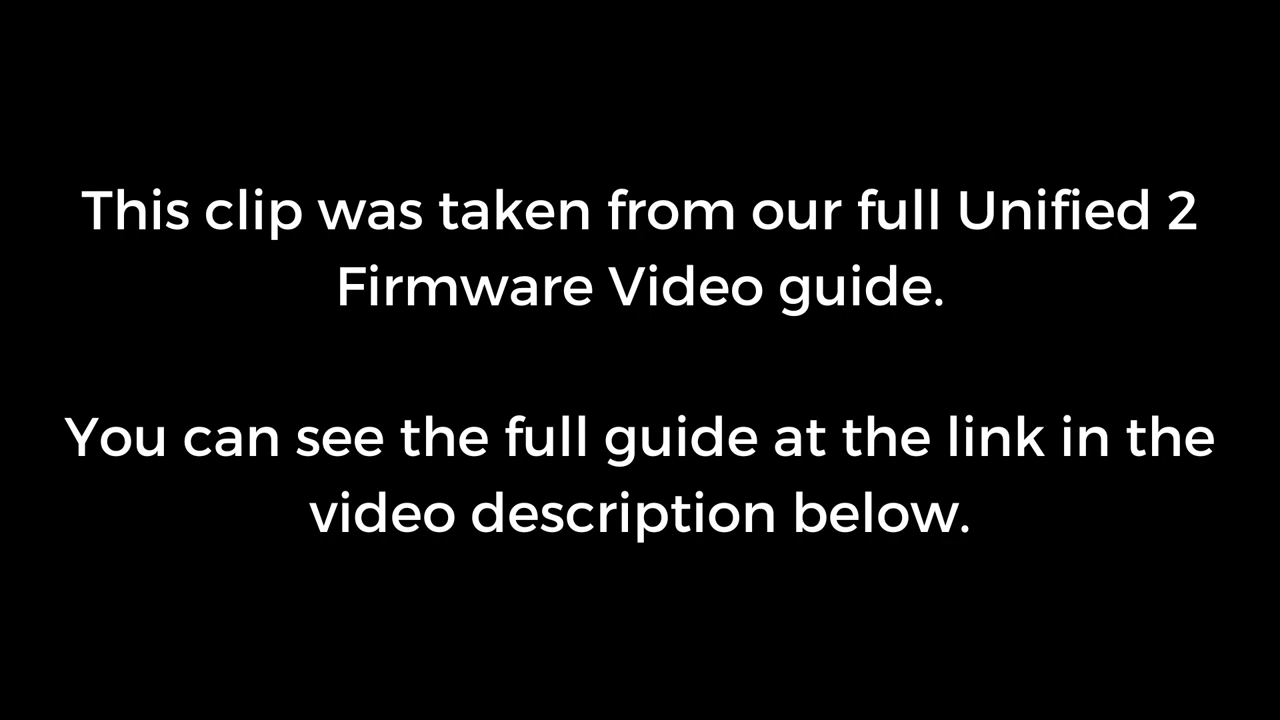 This clip was taken from our full Unified 2
Firmware Video guide.
You can see the full guide at the link in the
video description below.